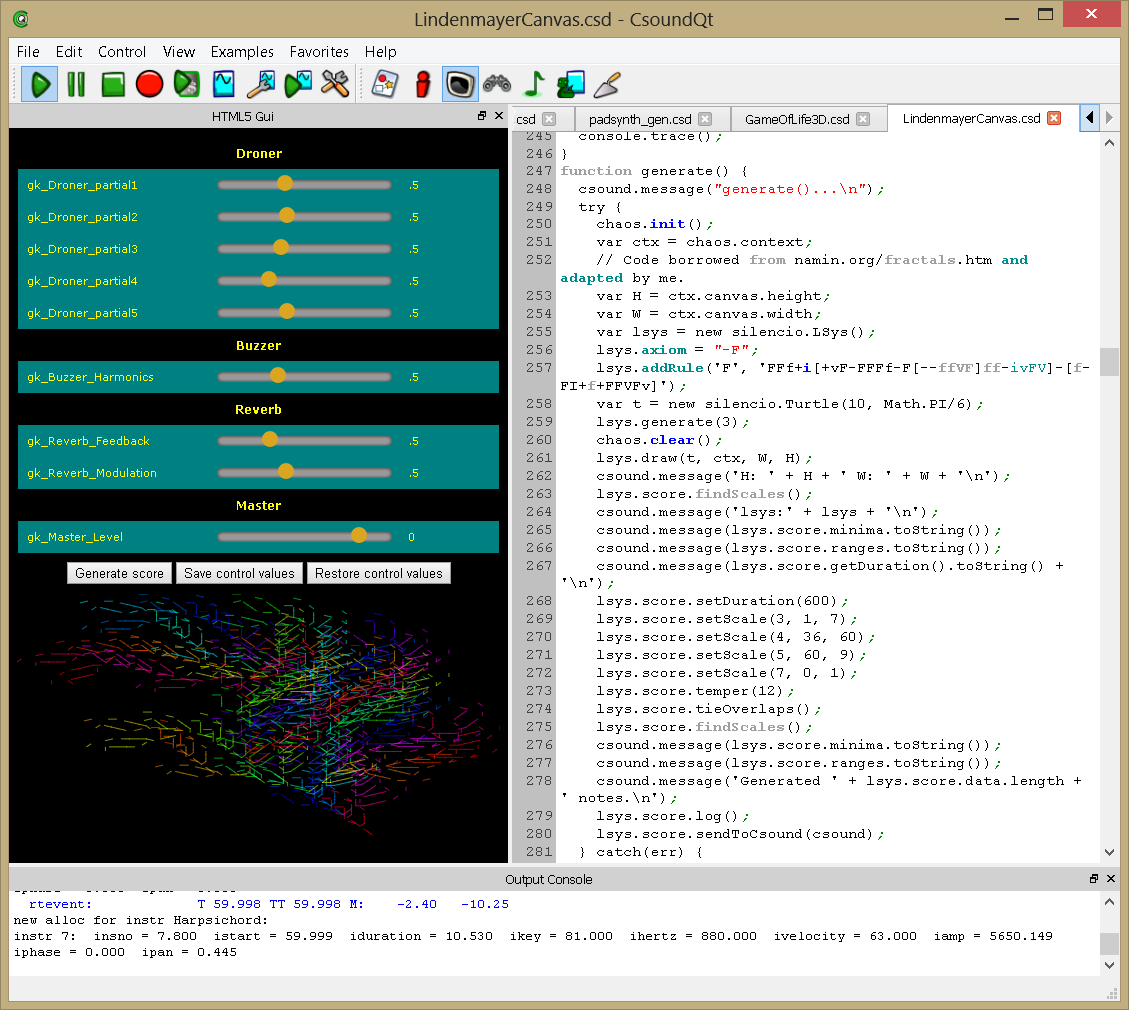 LindenmayerCanvas.csd - CsoundQt
File Edit Control View Examples Favorites Help
HTML5 Gui
Droner
gk_Droner_partial1 .5
gk_Droner_partial2 .5
gk_Droner_partial3 .5
gk_Droner_partial4 .5
gk_Droner_partial5 .5
Buzzer
gk_Buzzer_Harmonics .5
Reverb
gk_Reverb_Feedback .5
gk_Reverb_Modulation .5
Master
gk_Master_Level 0
Generate score Save control values Restore control values
csd padsynth_gen.csd GameOfLife3D.csd LindenmayerCanvas.csd
245 console.trace();
246 }
247 function generate() {
248 csound.message("generate()...\n");
249 try {
250 chaos.init();
251 var ctx = chaos.context;
252 // Code borrowed from namin.org/fractals.htm and
adapted by me.
253 var H = ctx.canvas.height;
254 var W = ctx.canvas.width;
255 var lsys = new silencio.LSys();
256 lsys.axiom = "-F";
257 lsys.addRule('F', 'FFf+i[+vF-FFFf-F[--ffVF]ff-ivFV]-[f-
FI+f+FFVFv]');
258 var t = new silencio.Turtle(10, Math.PI/6);
259 lsys.generate(3);
260 chaos.clear();
261 lsys.draw(t, ctx, W, H);
262 csound.message('H: ' + H + ' W: ' + W + '\n');
263 lsys.score.findScales();
264 csound.message('lsys:' + lsys + '\n');
265 csound.message(lsys.score.minima.toString());
266 csound.message(lsys.score.ranges.toString());
267 csound.message(lsys.score.getDuration().toString() +
'\n');
268 lsys.score.setDuration(600);
269 lsys.score.setScale(3, 1, 7);
270 lsys.score.setScale(4, 36, 60);
271 lsys.score.setScale(5, 60, 9);
272 lsys.score.setScale(7, 0, 1);
273 lsys.score.temper(12);
274 lsys.score.tieOverlaps();
275 lsys.score.findScales();
276 csound.message(lsys.score.minima.toString());
277 csound.message(lsys.score.ranges.toString());
278 csound.message('Generated ' + lsys.score.data.length +
' notes.\n');
279 lsys.score.log();
280 lsys.score.sendToCsound(csound);
281 } catch(err) {
Output Console
rtevent: T 59.998 TT 59.998 M: -2.40 -10.25
new alloc for instr Harpsichord:
instr 7: insno = 7.800 istart = 59.999 iduration = 10.530 ikey = 81.000 ihertz = 880.000 ivelocity = 63.000 iamp = 5650.149
iphase = 0.000 ipan = 0.445